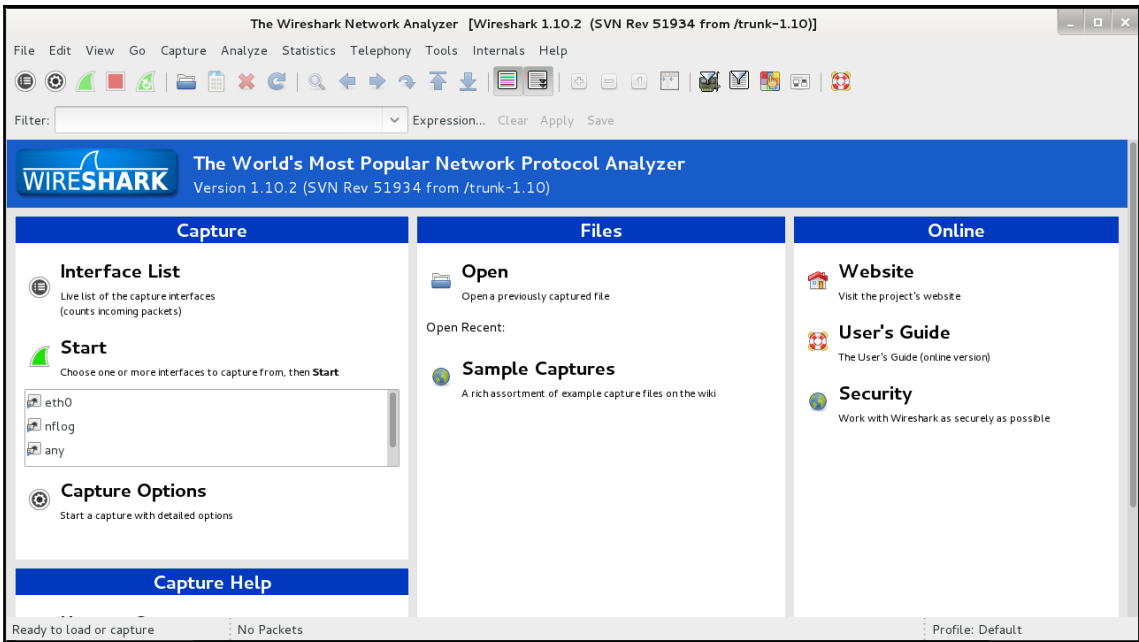 The Wireshark Network Analyzer [Wireshark 1.10.2 (SVN Rev 51934 from /trunk-1.10)]
File Edit View Go Capture Analyze Statistics Telephony Tools Internals Help
Filter:
Expression... Clear Apply Save
WIRESHARK
The World's Most Popular Network Protocol Analyzer
Version 1.10.2 (SVN Rev 51934 from /trunk-1.10)
Capture
Interface List
Live list of the capture interfaces
(counts incoming packets)
Start
Choose one or more interfaces to capture from, then Start
eth0
nflog
any
Capture Options
Start a capture with detailed options
Capture Help
Files
Open
Open a previously captured file
Open Recent:
Sample Captures
A rich assortment of example capture files on the wiki
Online
Website
Visit the project's website
User's Guide
The User's Guide (online version)
Security
Work with Wireshark as securely as possible
Ready to load or capture
No Packets
Profile: Default